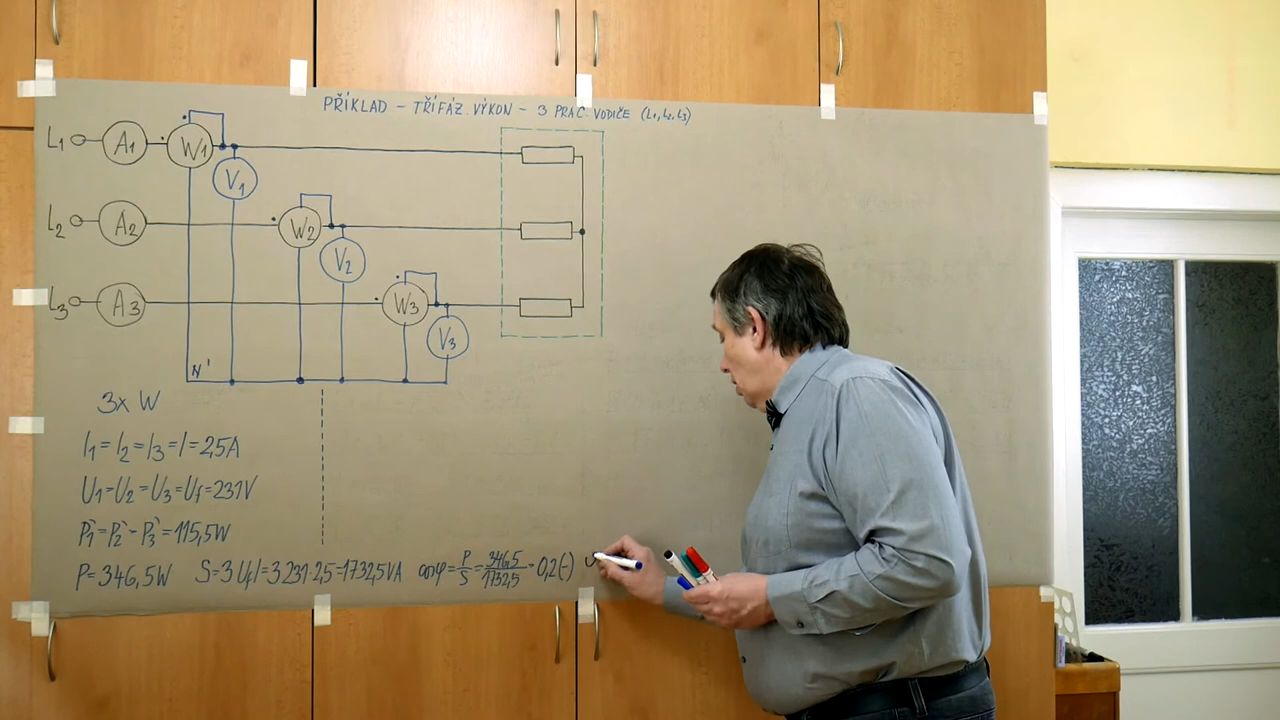 PŘÍKLAD - TŘÍFÁZ. VÝKON - 3 PRAC. VODIČE (L1, L2, L3)
L1 A1 W1
V1
L2 A2 W2
V2
L3 A3 W3
V3
N'
3x W
I1 = I2 = I3 = I = 2,5A
U1 = U2 = U3 = Uf = 231V
P1 = P2 = P3 = 115,5W
P = 346,5W S = 3 Uf I = 3·231·2,5 = 1732,5VA cosφ = P/S = 346,5/1732,5 = 0,2(-)